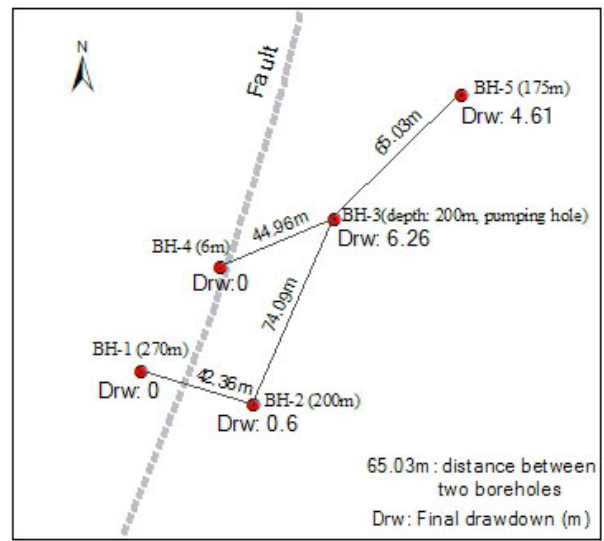 N
Fault
BH-5 (175m)
Drw: 4.61
65.03m
BH-3(depth: 200m, pumping hole)
Drw: 6.26
44.96m
BH-4 (6m)
Drw:0
74.09m
BH-1 (270m)
Drw: 0
42.36m
BH-2 (200m)
Drw: 0.6
65.03m : distance between
two boreholes
Drw: Final drawdown (m)